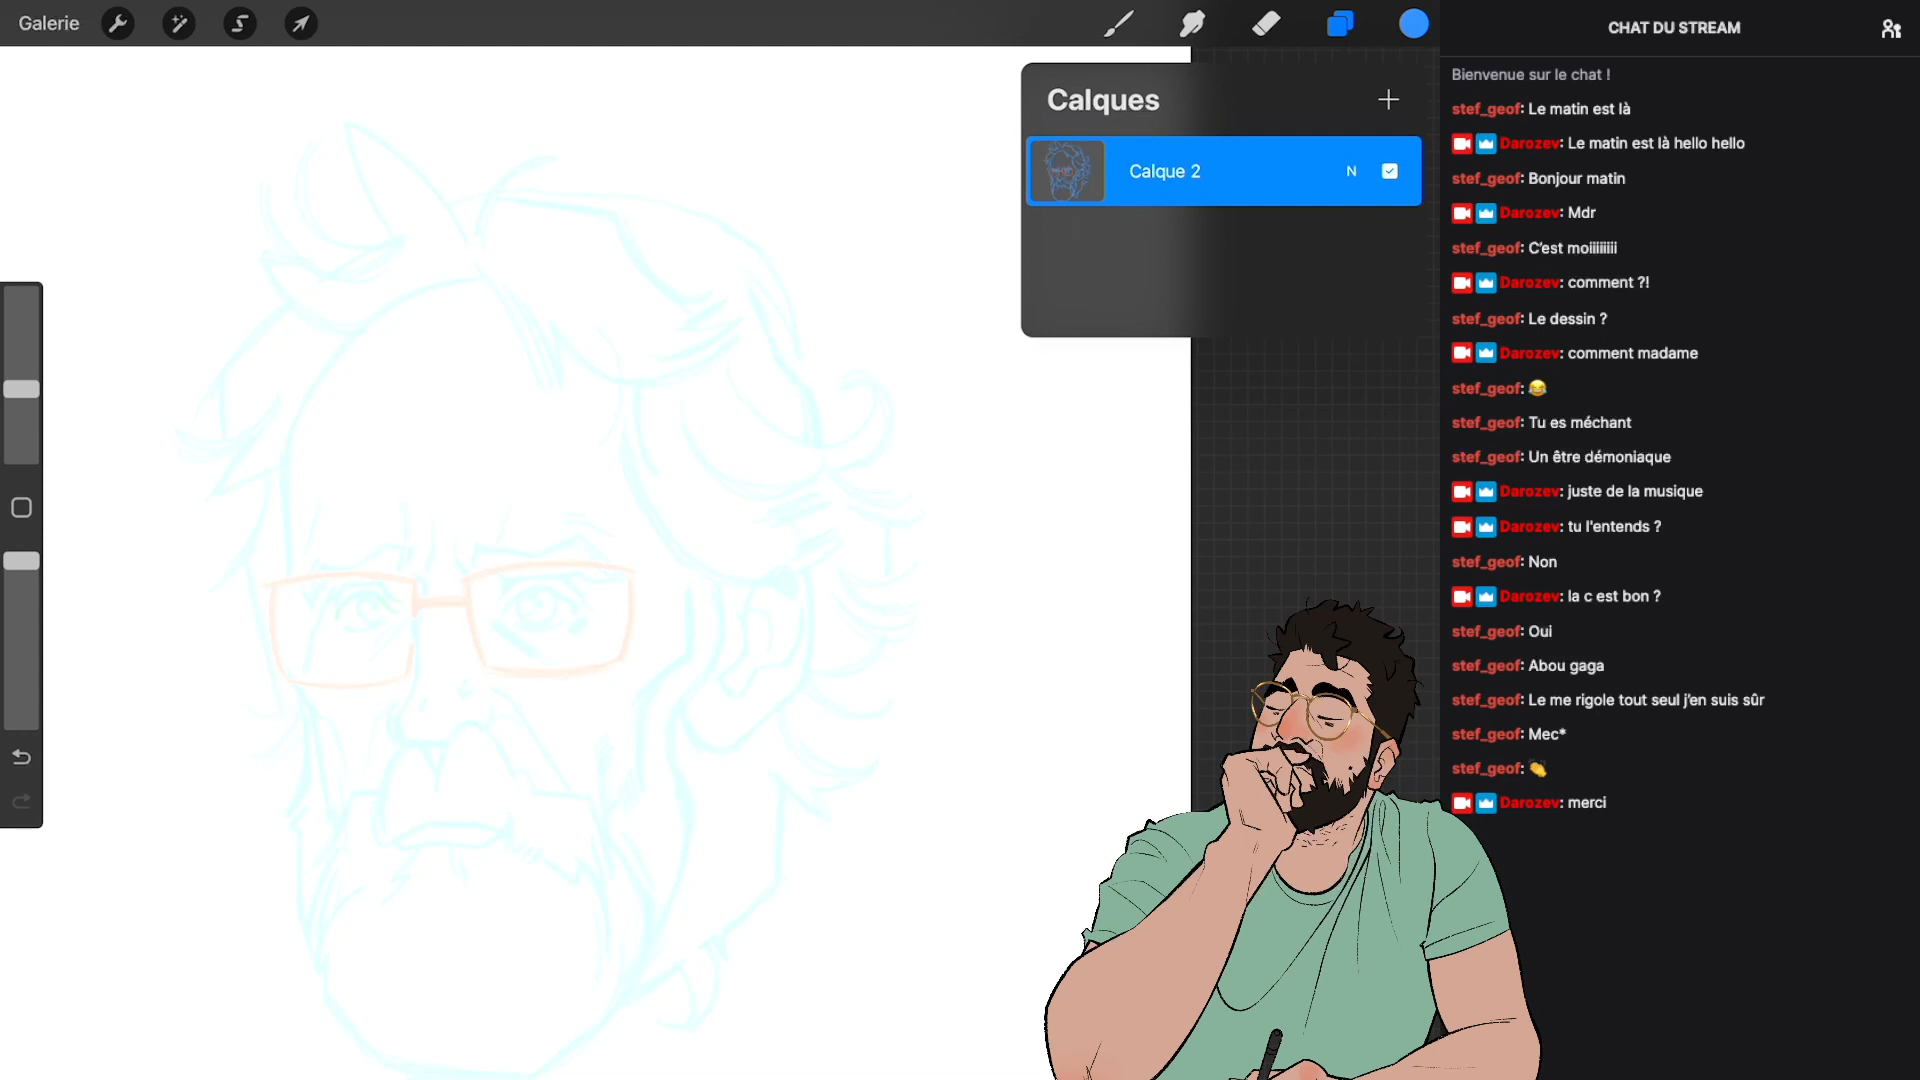 Galerie
CHAT DU STREAM
Calques
Calque 2 N
Bienvenue sur le chat !
stef_geof: Le matin est là
Darozev: Le matin est là hello hello
stef_geof: Bonjour matin
Darozev: Mdr
stef_geof: C'est moiiiiiiiii
Darozev: comment ?!
stef_geof: Le dessin ?
Darozev: comment madame
stef_geof: 😂
stef_geof: Tu es méchant
stef_geof: Un être démoniaque
Darozev: juste de la musique
Darozev: tu l'entends ?
stef_geof: Non
Darozev: la c est bon ?
stef_geof: Oui
stef_geof: Abou gaga
stef_geof: Le me rigole tout seul j'en suis sûr
stef_geof: Mec*
stef_geof: 👏
Darozev: merci